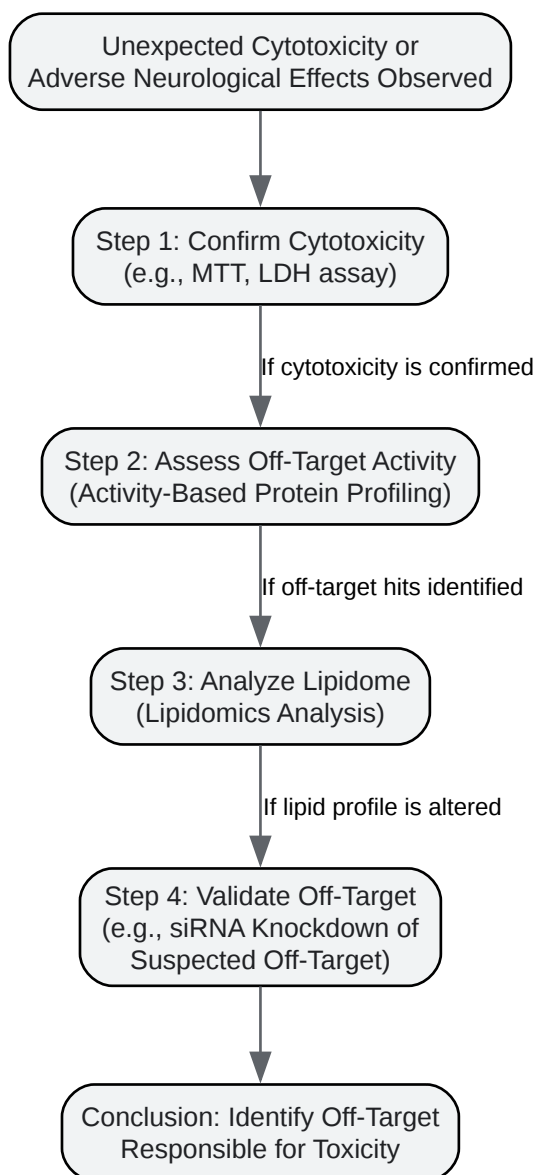 Unexpected Cytotoxicity or
Adverse Neurological Effects Observed
Step 1: Confirm Cytotoxicity
(e.g., MTT, LDH assay)
If cytotoxicity is confirmed
Step 2: Assess Off-Target Activity
(Activity-Based Protein Profiling)
If off-target hits identified
Step 3: Analyze Lipidome
(Lipidomics Analysis)
If lipid profile is altered
Step 4: Validate Off-Target
(e.g., siRNA Knockdown of
Suspected Off-Target)
Conclusion: Identify Off-Target
Responsible for Toxicity